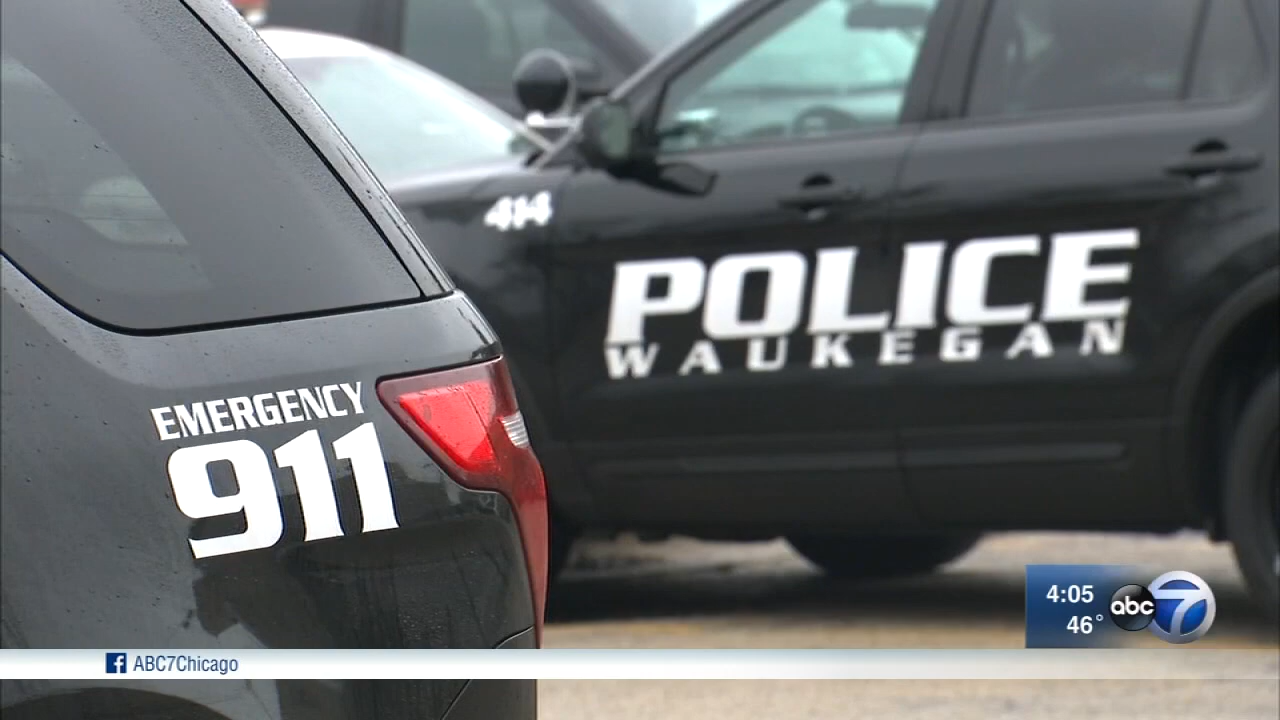 414
POLICE
WAUKEGAN
EMERGENCY
911
4:05
46°
abc 7
f ABC7Chicago